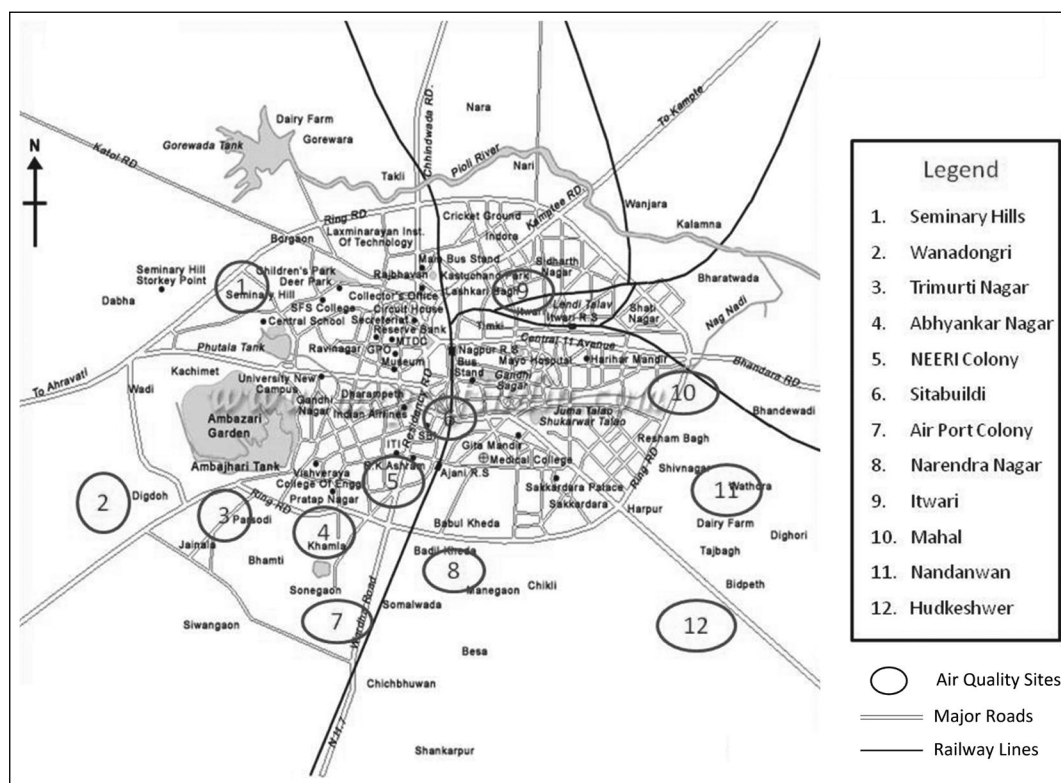 N
Nara
To Kample
Chhindwada RD.
Dairy Farm
Gorewara
Gorewada Tank
Katol RD
Pioli River
Nari
Takli
Wanjara
Kamptee RD.
Kalamna
Ring RD
Cricket Ground
Laxminarayan Inst.
Of Technology
Indora
Borgaon
Main Bus Stand
Sidharth
Nagar
Seminary Hill
Storkey Point
Children's Park
Deer Park
Rajbhavan
Kastuchand Park
Bharatwada
Dabha
1
Seminary Hill
Collector's Office
Lashkari Bagh
9
Itwari
Lendi Talav
Shati
Nagar
Nag Nadi
SFS College
Circuit House
Secreteriat
Itwari R.S
Central School
Reserve Bank
Timki
Phutala Tank
MTDC
Central 11 Avenue
Ravinagar
GPO
Nagpur R.S
Mayo Hospital
Harihar Mandir
Museum
Bus
Stand
Kachimet
Gandhi
Sagar
Bhandara RD
To Ahravati
Wadi
University New
Campus
Dharampeth
Residency RD
10
Gandhi
Nagar
Indian Airlines
Juma Talao
Shukarwar Talao
Bhandewadi
Ambazari
Garden
6
SBI
ITI
Gita Mandir
Resham Bagh
Ambajhari Tank
Vishveraya
College Of Engg
S.K.Ashram
Ajani R.S
Medical College
Ring RD
Shivnagar
2
Digdoh
5
Sakkardara Palace
11
Wathora
Pratap Nagar
Ring RD
Sakkardara
Harpur
3
Parsodi
4
Babul Kheda
Dairy Farm
Dighori
Jainala
Khamla
Badil Kheda
Tajbagh
Bhamti
8
Sonegaon
Manegaon
Chikli
Bidpeth
Somalwada
Siwangaon
7
Wardha Road
12
Besa
Chichbhuwan
N.H.7
Shankarpur
Legend
1. Seminary Hills
2. Wanadongri
3. Trimurti Nagar
4. Abhyankar Nagar
5. NEERI Colony
6. Sitabuildi
7. Air Port Colony
8. Narendra Nagar
9. Itwari
10. Mahal
11. Nandanwan
12. Hudkeshwer
Air Quality Sites
Major Roads
Railway Lines